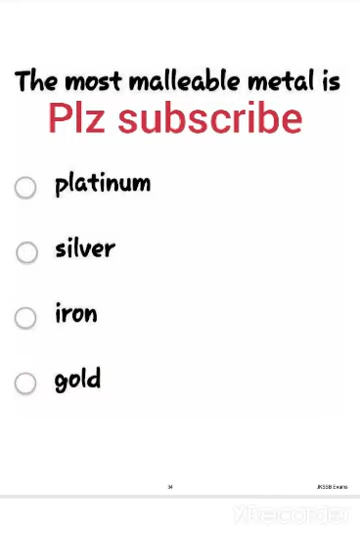 The most malleable metal is
Plz subscribe
platinum
silver
iron
gold
34 JKSSB Exams
XRecorder